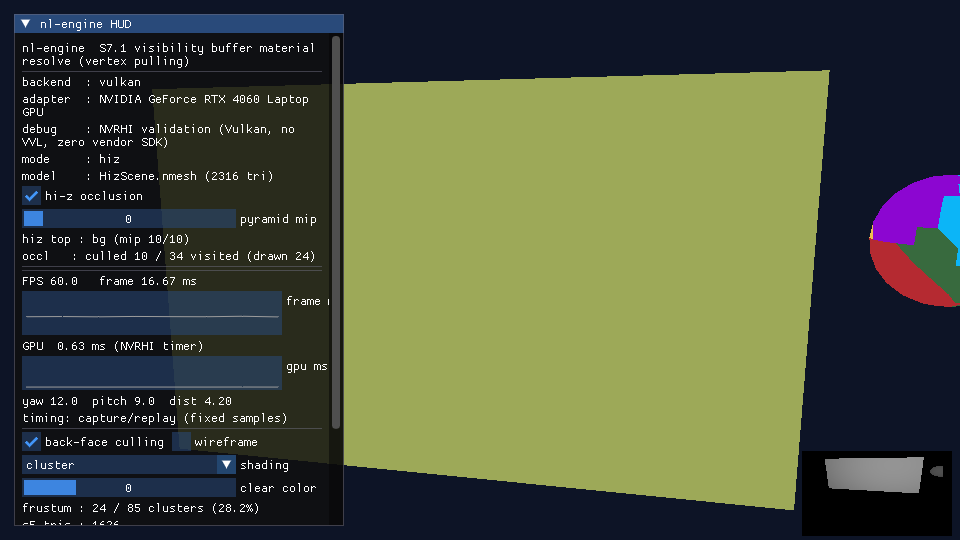 nl-engine HUD
nl-engine S7.1 visibility buffer material
resolve (vertex pulling)
backend : vulkan
adapter : NVIDIA GeForce RTX 4060 Laptop
GPU
debug : NVRHI validation (Vulkan, no
VVL, zero vendor SDK)
mode : hiz
model : HizScene.nmesh (2316 tri)
hi-z occlusion
0 pyramid mip
hiz top : bg (mip 10/10)
occl : culled 10 / 34 visited (drawn 24)
FPS 60.0 frame 16.67 ms
frame
GPU 0.63 ms (NVRHI timer)
gpu ms
yaw 12.0 pitch 9.0 dist 4.20
timing: capture/replay (fixed samples)
back-face culling wireframe
cluster shading
0 clear color
frustum : 24 / 85 clusters (28.2%)